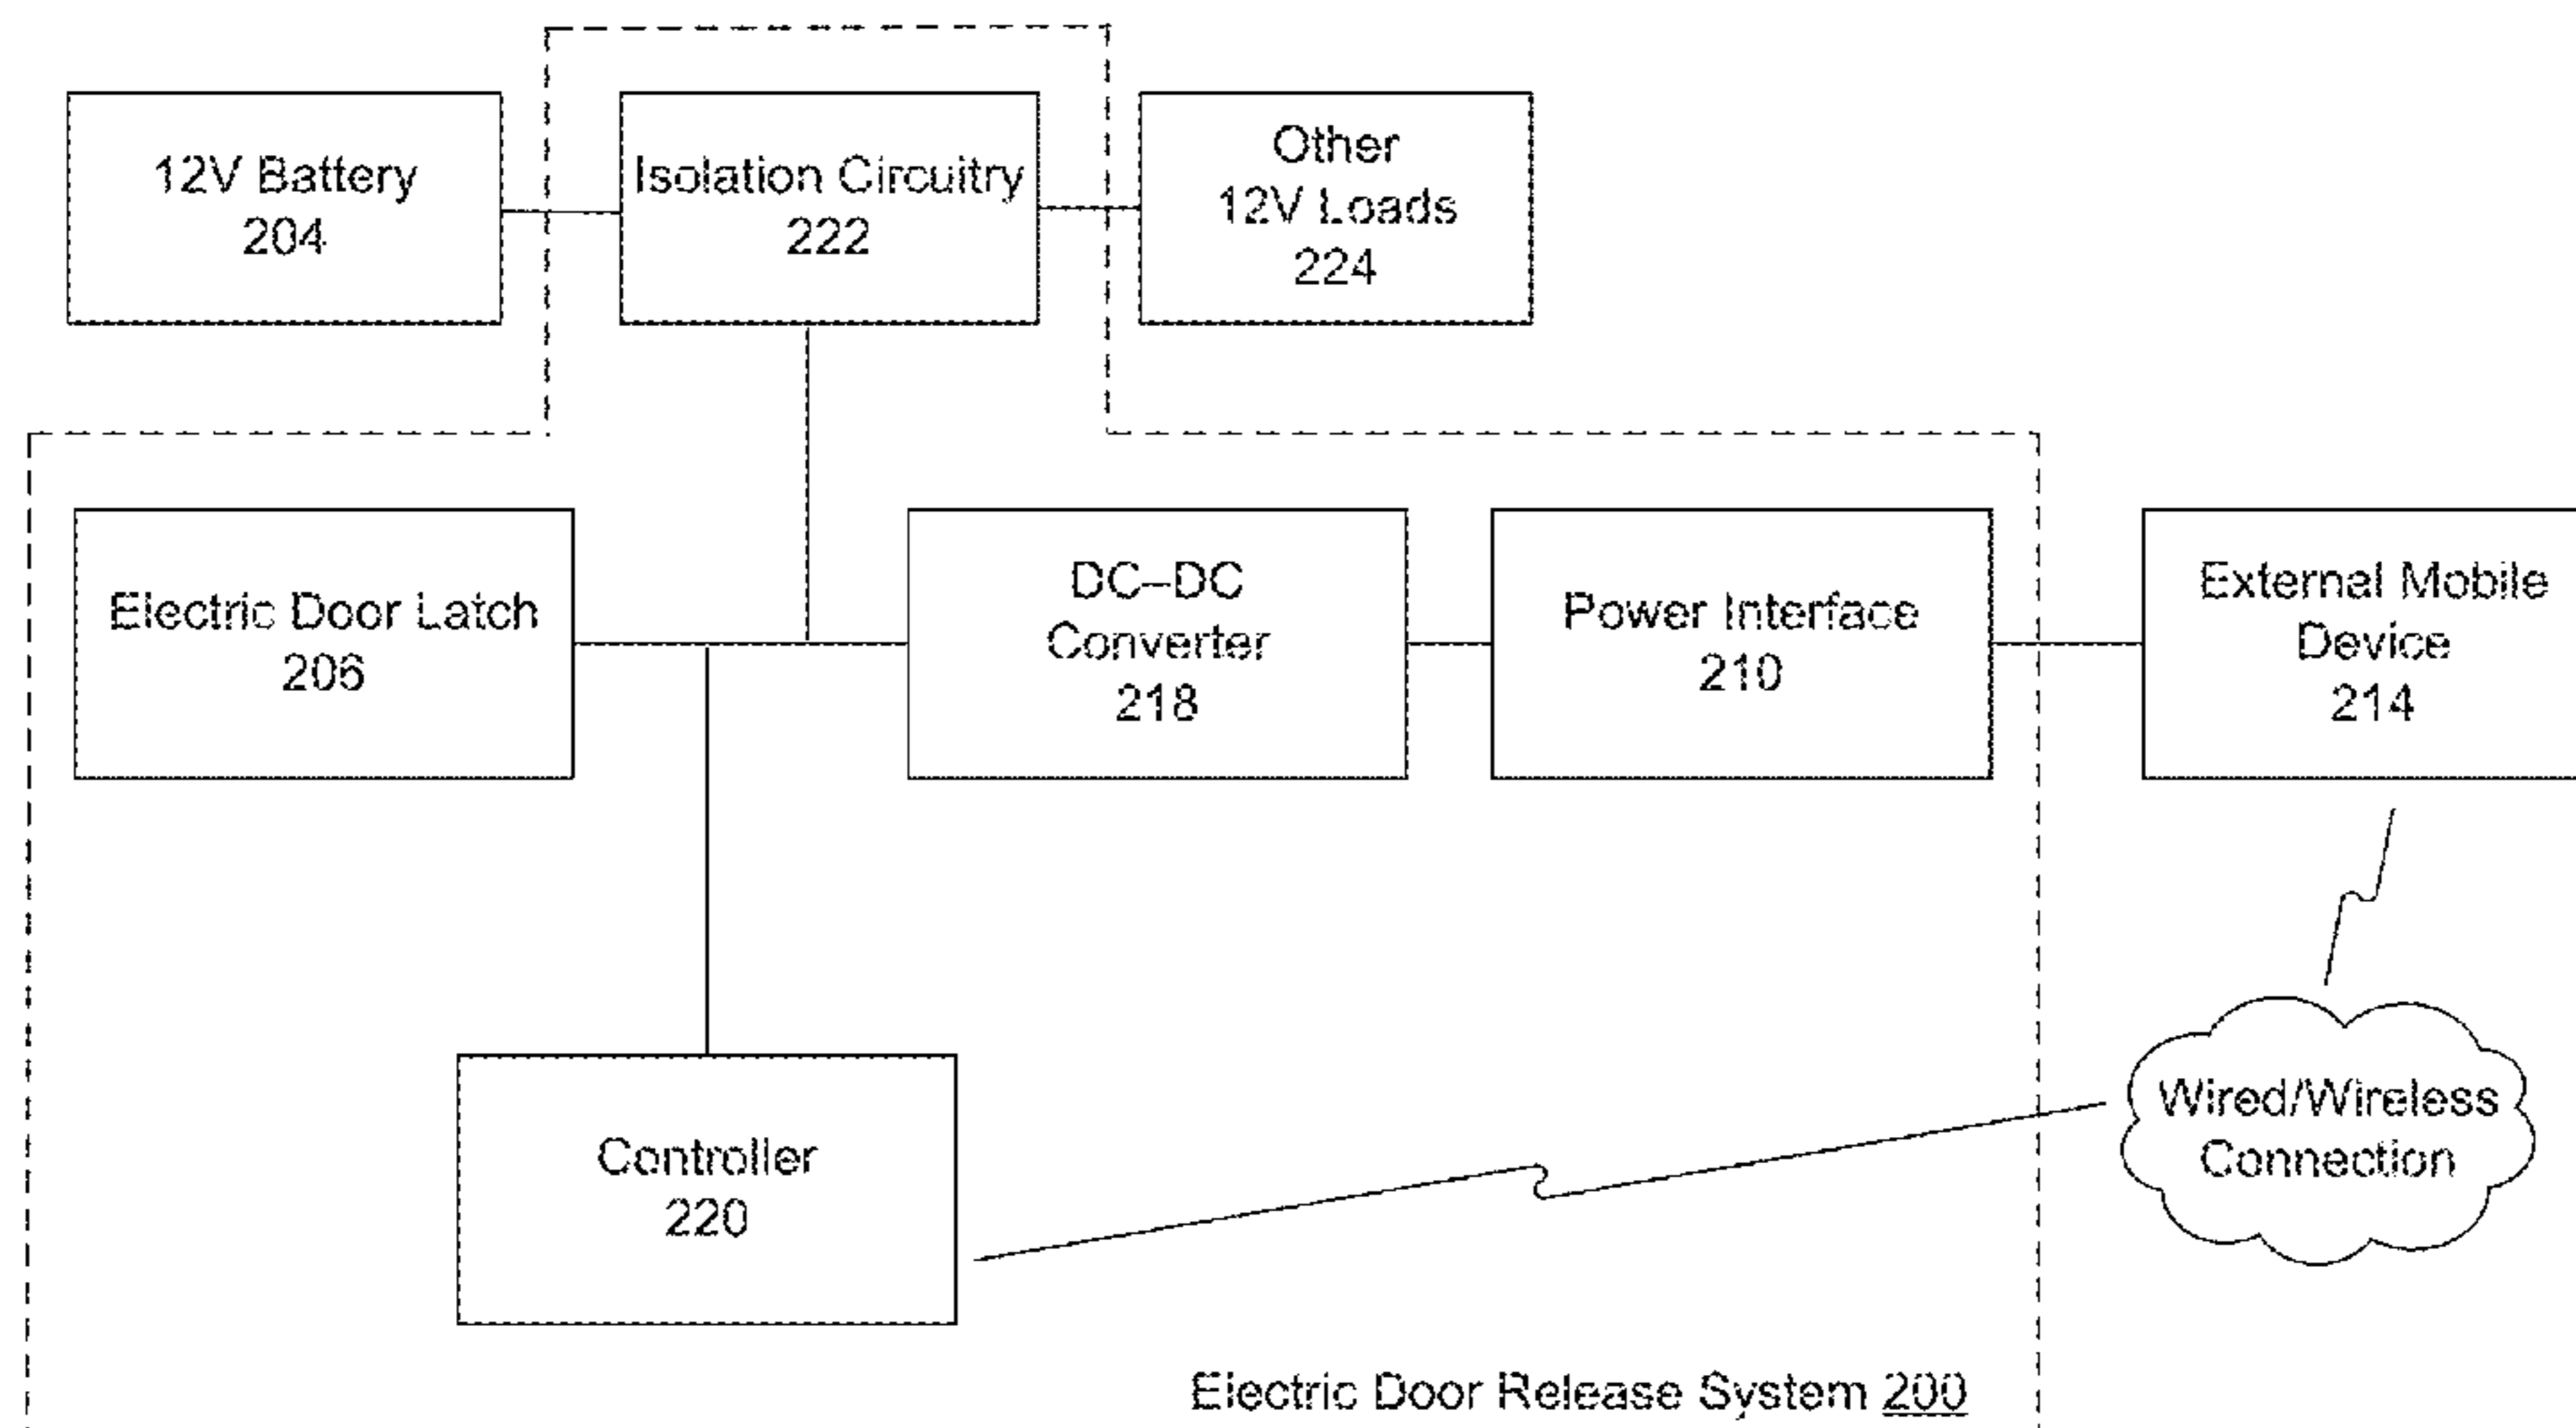 12V Battery
204
Isolation Circuitry
222
Other
12V Loads
224
Electric Door Latch
206
DC–DC
Converter
218
Power Interface
210
External Mobile
Device
214
Controller
220
Wired/Wireless
Connection
Electric Door Release System 200